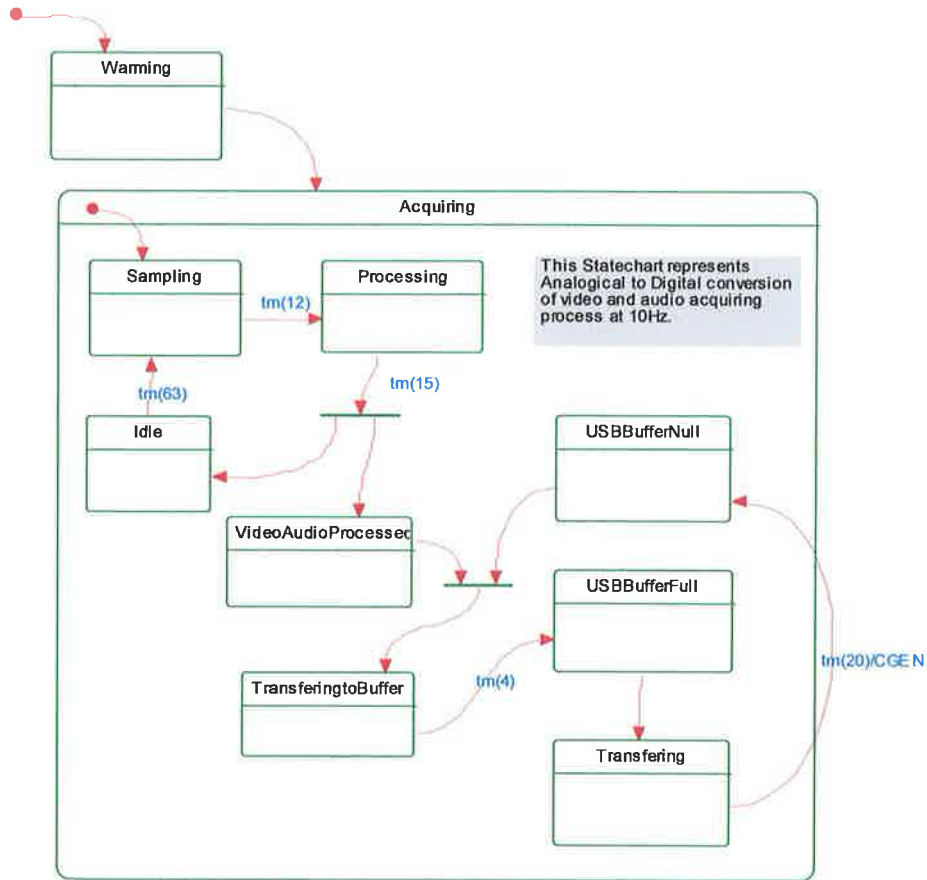 Warming
Acquiring
Sampling
tm(12)
Processing
This Statechart represents
Analogical to Digital conversion
of video and audio acquiring
process at 10Hz.
tm(63)
tm(15)
Idle
USBBufferNull
VideoAudioProcessed
USBBufferFull
tm(20)/CGEN
TransferingtoBuffer
tm(4)
Transfering